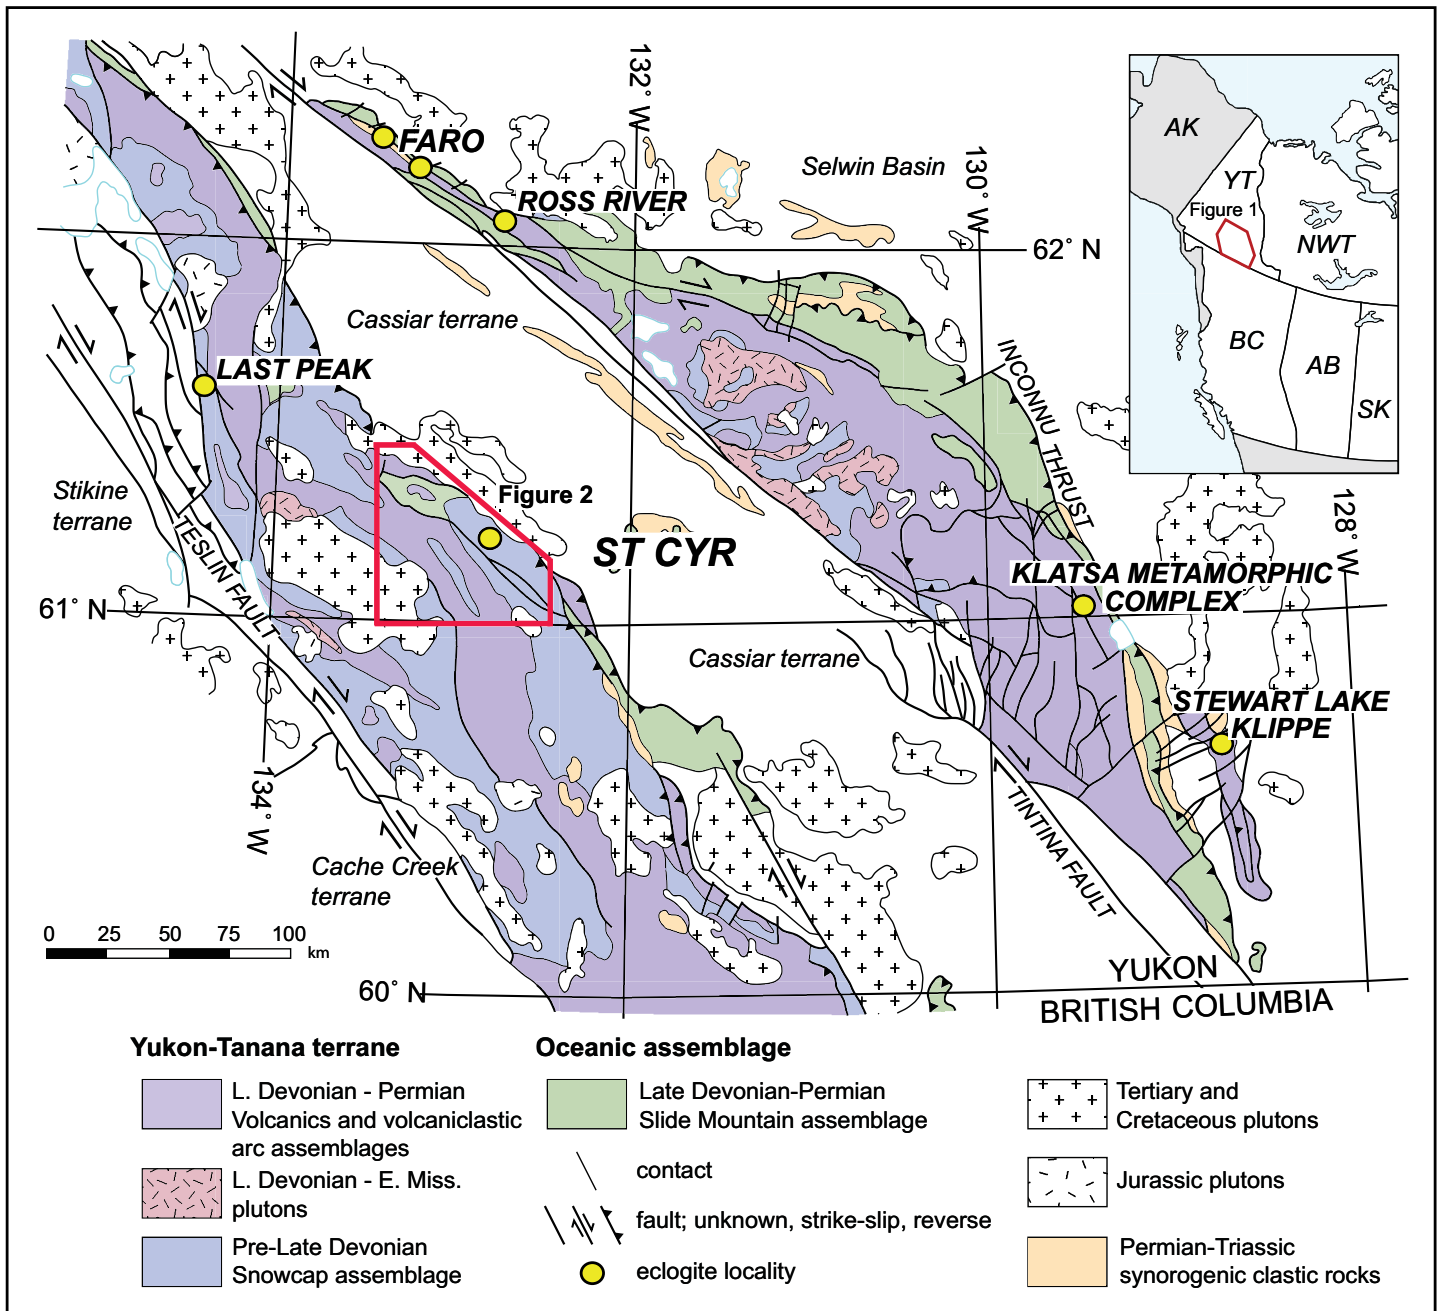 132° W
130° W
128° W
134° W
62° N
61° N
60° N
FARO
ROSS RIVER
Selwin Basin
Cassiar terrane
LAST PEAK
INCONNU THRUST
Stikine
terrane
TESLIN FAULT
Figure 2
ST CYR
KLATSA METAMORPHIC
COMPLEX
Cassiar terrane
STEWART LAKE
KLIPPE
TINTINA FAULT
Cache Creek
terrane
YUKON
BRITISH COLUMBIA
AK
YT
Figure 1
NWT
BC
AB
SK
0 25 50 75 100
km
Yukon-Tanana terrane
L. Devonian - Permian
Volcanics and volcaniclastic
arc assemblages
L. Devonian - E. Miss.
plutons
Pre-Late Devonian
Snowcap assemblage
Oceanic assemblage
Late Devonian-Permian
Slide Mountain assemblage
contact
fault; unknown, strike-slip, reverse
eclogite locality
Tertiary and
Cretaceous plutons
Jurassic plutons
Permian-Triassic
synorogenic clastic rocks